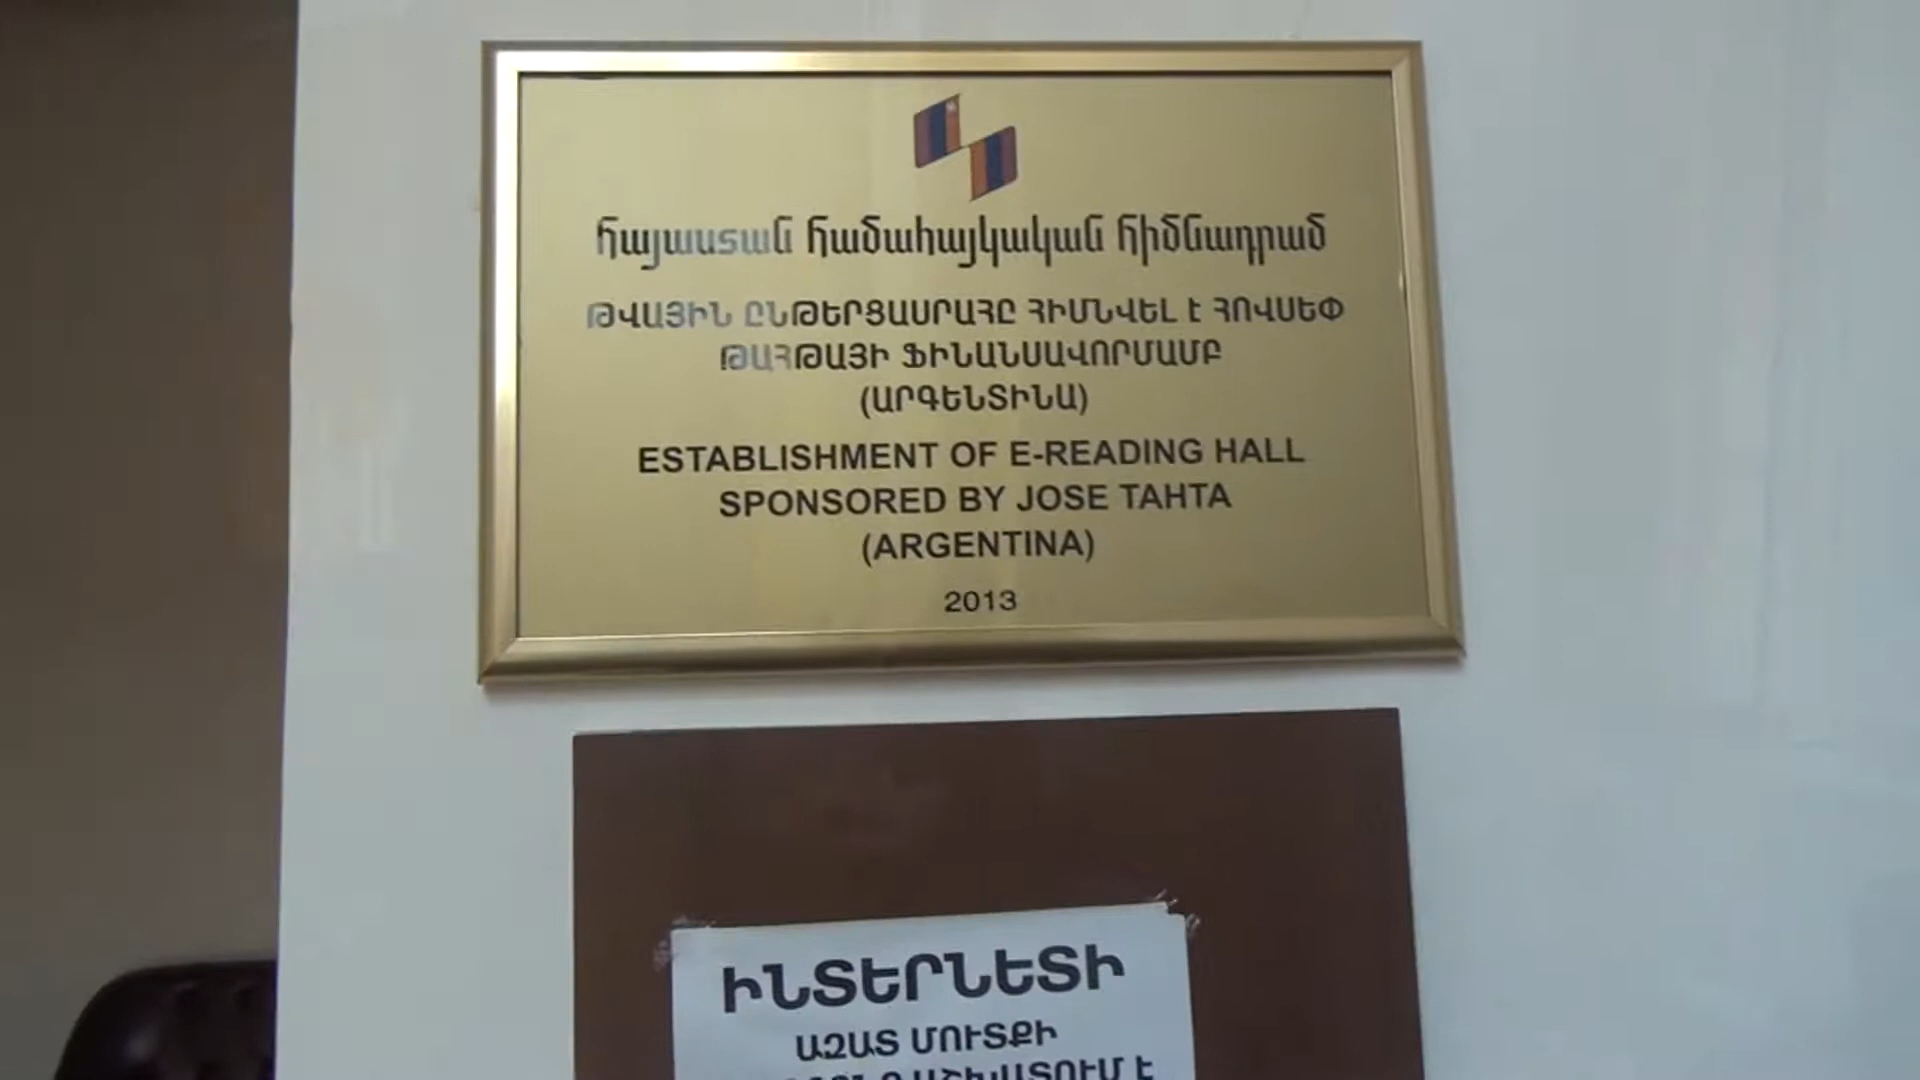 հայաստան համահայկական հիմնադրամ
ԹՎԱՅԻՆ ԸՆԹԵՐՑԱՍՐԱՀԸ ՀԻՄՆՎԵԼ Է ՀՈՎՍԵՓ
ԹԱՀԹԱՅԻ ՖԻՆԱՆՍԱՎՈՐՄԱՄԲ
(ԱՐԳԵՆՏԻՆԱ)
ESTABLISHMENT OF E-READING HALL
SPONSORED BY JOSE TAHTA
(ARGENTINA)
2013
ԻՆՏԵՐՆԵՏԻ
ԱԶԱՏ ՄՈՒՏՔԻ
ԱՇԽԱՏՈՒՄ Է